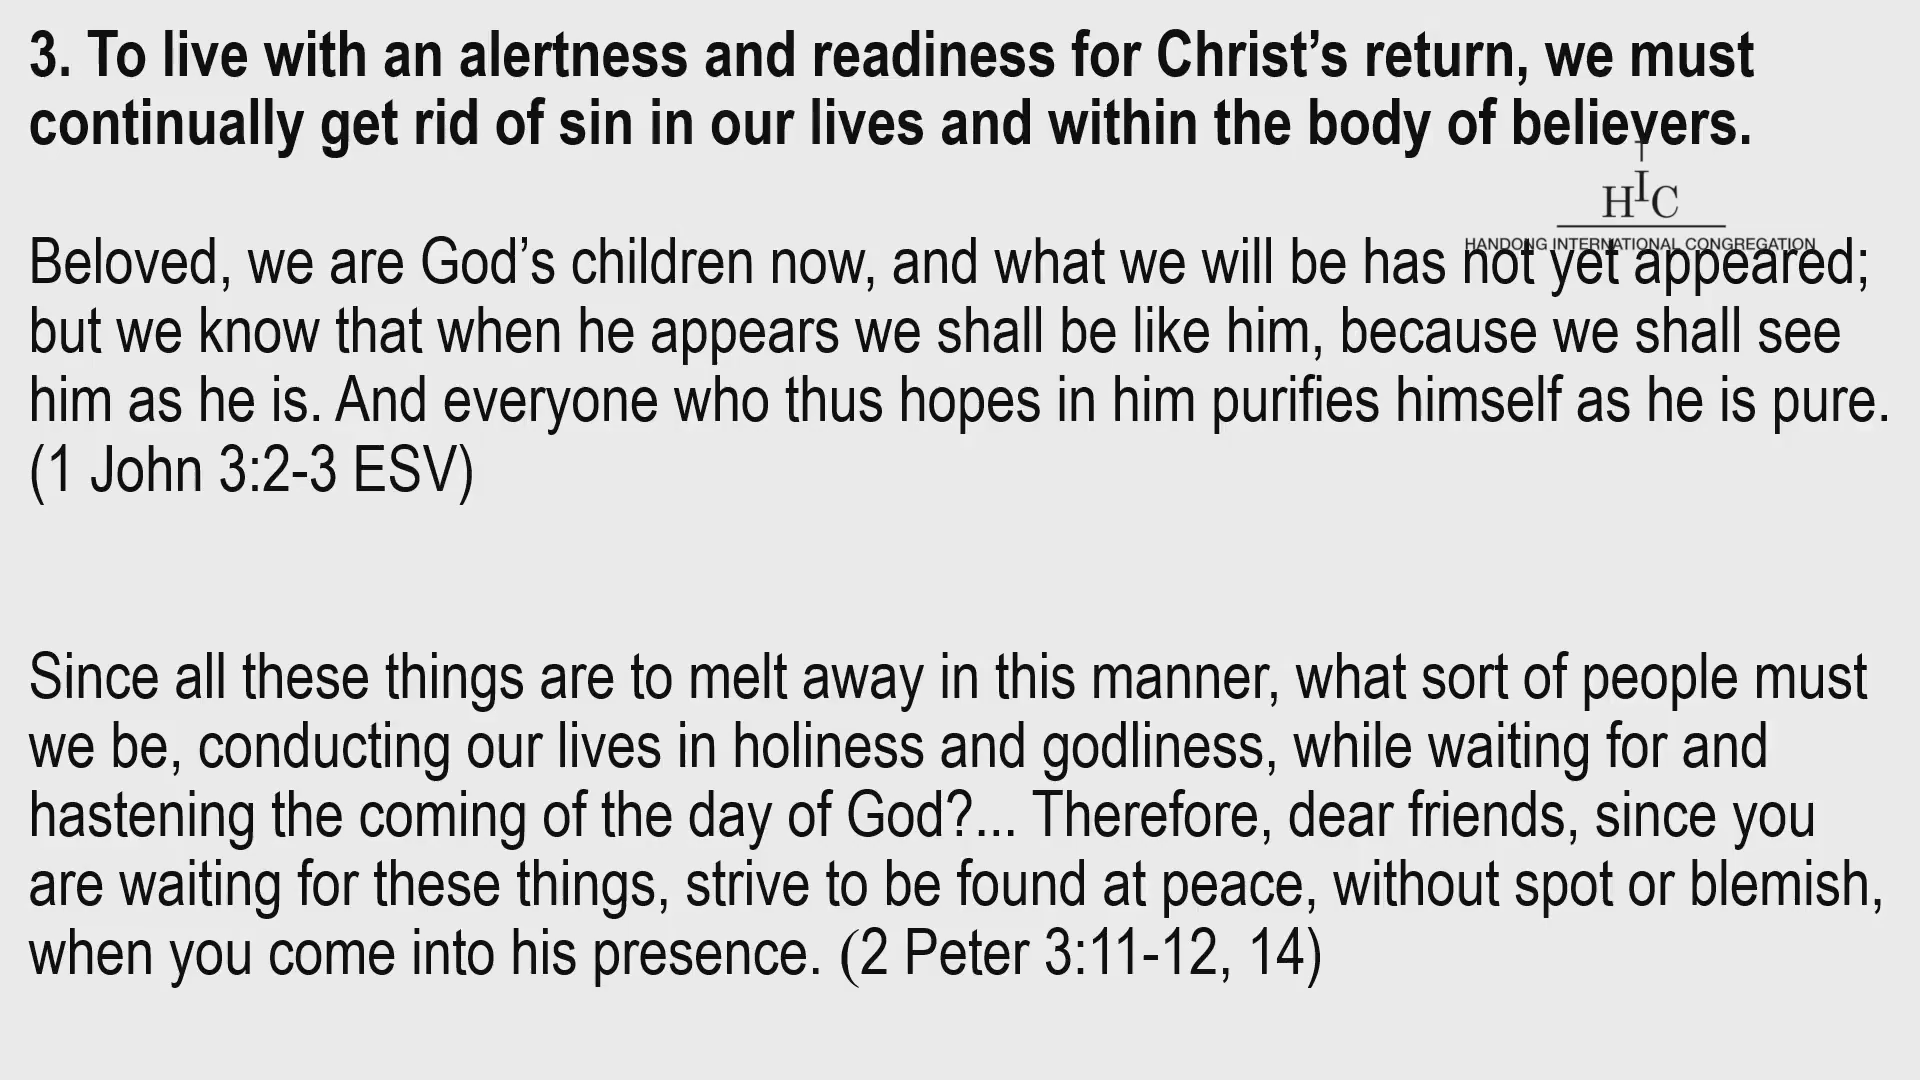 3. To live with an alertness and readiness for Christ’s return, we must
continually get rid of sin in our lives and within the body of believers.
HIC
HANDONG INTERNATIONAL CONGREGATION
Beloved, we are God’s children now, and what we will be has not yet appeared;
but we know that when he appears we shall be like him, because we shall see
him as he is. And everyone who thus hopes in him purifies himself as he is pure.
(1 John 3:2-3 ESV)
Since all these things are to melt away in this manner, what sort of people must
we be, conducting our lives in holiness and godliness, while waiting for and
hastening the coming of the day of God?... Therefore, dear friends, since you
are waiting for these things, strive to be found at peace, without spot or blemish,
when you come into his presence. (2 Peter 3:11-12, 14)